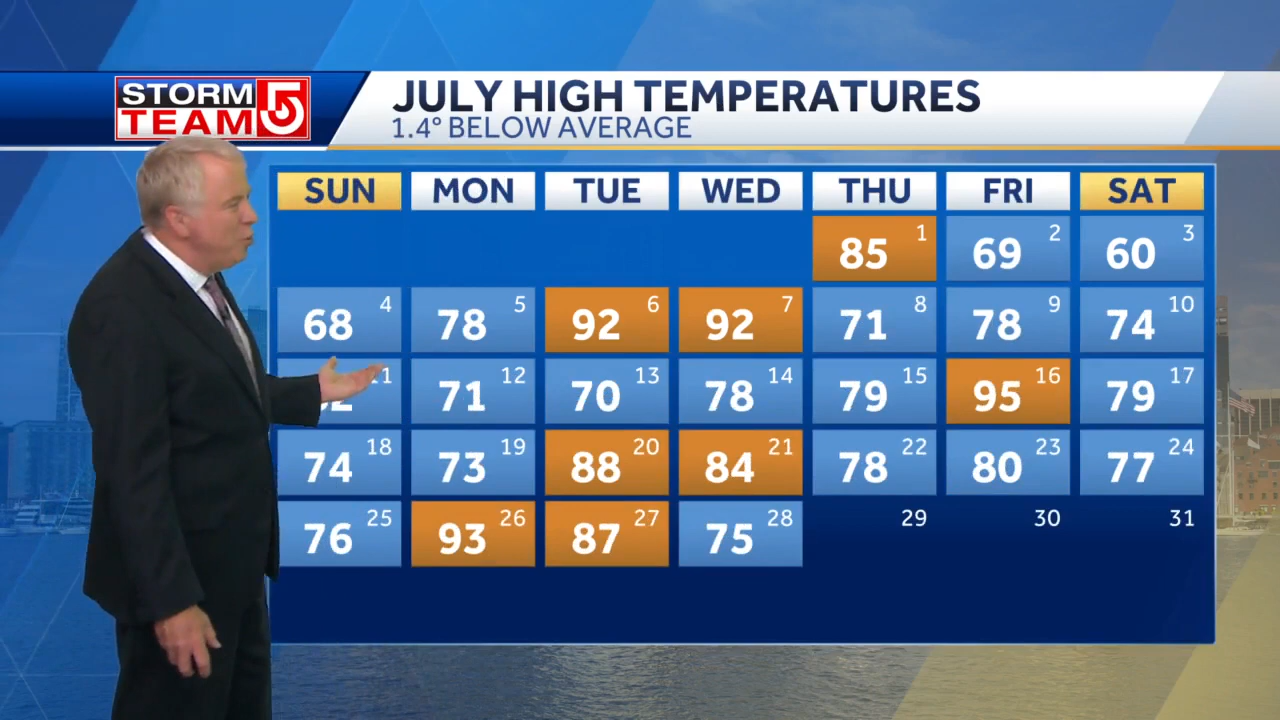 STORM
TEAM 5
JULY HIGH TEMPERATURES
1.4° BELOW AVERAGE
SUN MON TUE WED THU FRI SAT
1 2 3
85 69 60
4 5 6 7 8 9 10
68 78 92 92 71 78 74
12 13 14 15 16 17
71 70 78 79 95 79
18 19 20 21 22 23 24
74 73 88 84 78 80 77
25 26 27 28 29 30 31
76 93 87 75